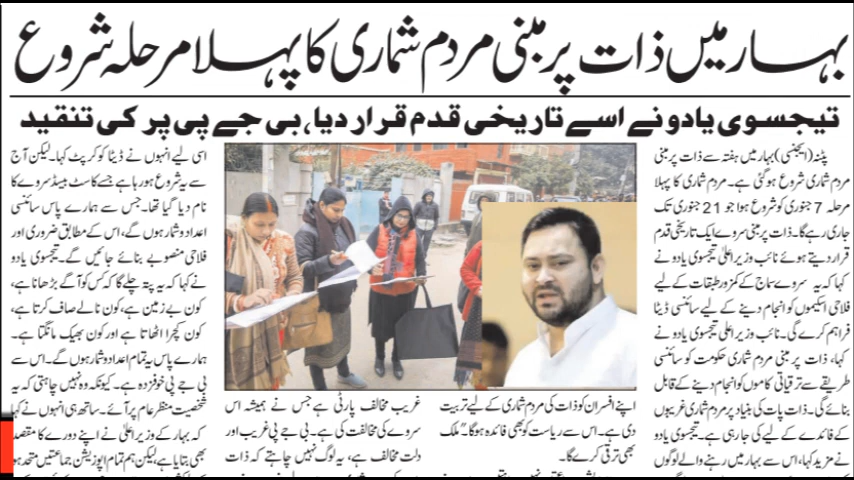 بہار میں ذات پر مبنی مردم شماری کا پہلا مرحلہ شروع
تیجسوی یادو نے اسے تاریخی قدم قرار دیا، بی جے پی پر کی تنقید
پٹنہ (ایجنسی) بہار میں ہفتہ سے ذات پر مبنی
مردم شماری شروع ہو گئی ہے۔ مردم شماری کا پہلا
مرحلہ 7 جنوری کو شروع ہوا جو 21 جنوری تک
جاری رہے گا۔ ذات پر مبنی سروے ایک تاریخی قدم
قرار دیتے ہوئے نائب وزیر اعلیٰ تیجسوی یادو نے
کہا کہ یہ سروے سماج کے کمزور طبقات کے لیے
فلاحی اسکیموں کو انجام دینے کے لیے سائنسی ڈیٹا
فراہم کرے گی۔ نائب وزیر اعلی تیجسوی یادو نے
کہا، ذات پر مبنی مردم شماری حکومت کو سائنسی
طریقے سے ترقیاتی کاموں کو انجام دینے کے قابل
بنائے گی۔ ذات پات کی بنیاد پر مردم شماری غریبوں
کے فائدے کے لیے کی جا رہی ہے۔ تیجسوی یادو
نے مزید کہا، اس سے بہار میں رہنے والے لوگوں
اپنے افسران کو ذات کی مردم شماری کے لیے تربیت
دی ہے۔ اس سے ریاست کو بھی فائدہ ہوگا۔" ملک
بھی ترقی کرے گا۔
غریب مخالف پارٹی ہے جس نے ہمیشہ اس
سروے کی مخالفت کی ہے۔ بی جے پی غریب اور
دلت مخالف ہے، یہ لوگ نہیں چاہتے کہ ذات
اسی لیے انہوں نے ڈیٹا کو کرپٹ کہا۔ لیکن آج
سے یہ شروع ہو رہا ہے جسے کاسٹ بیسڈ سروے کا
نام دیا گیا تھا۔ جس سے ہمارے پاس سائنسی
اعداد و شمار ہوں گے، اس کے مطابق ضروری اور
فلاحی منصوبے بنائے جائیں گے۔ تیجسوی یادو
نے کہا کہ یہ پتہ چلے گا کہ کس کو آگے بڑھانا ہے،
کون بے زمین ہے، کون نالے صاف کرتا ہے،
کون کچرا اٹھاتا ہے اور کون بھیک مانگتا ہے۔
ہمارے پاس یہ تمام اعداد و شمار ہوں گے۔ اس سے
بی جے پی خوفزدہ ہے۔ کیونکہ وہ نہیں چاہتی کہ یہ
شخصیت منظر عام پر آئے۔ ساتھ ہی انہوں نے کہا
کہ بہار کے وزیر اعلیٰ نے اپنے دورے کا مقصد
بھی بتایا ہے، لیکن ہم تمام اپوزیشن جماعتیں متحد ہو